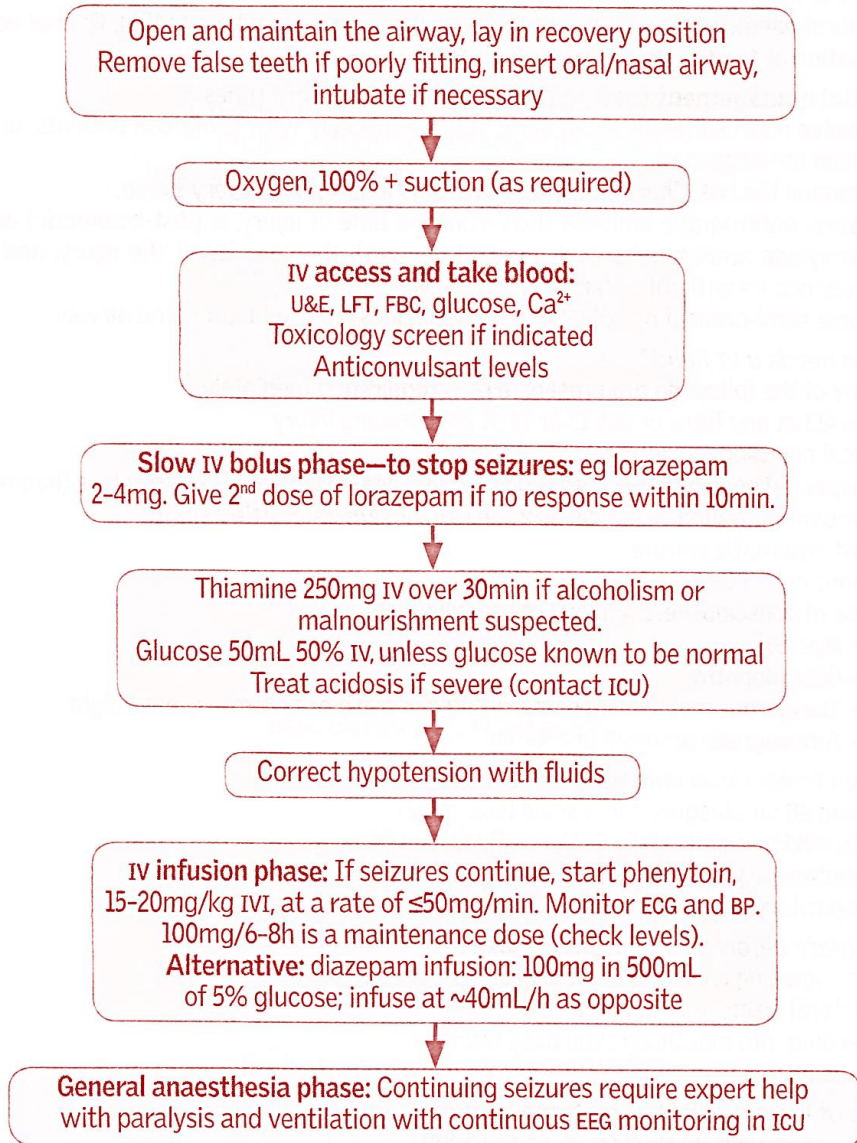 Open and maintain the airway, lay in recovery position
Remove false teeth if poorly fitting, insert oral/nasal airway,
intubate if necessary
Oxygen, 100% + suction (as required)
IV access and take blood:
U&E, LFT, FBC, glucose, Ca²⁺
Toxicology screen if indicated
Anticonvulsant levels
Slow IV bolus phase—to stop seizures: eg lorazepam
2–4mg. Give 2ⁿᵈ dose of lorazepam if no response within 10min.
Thiamine 250mg IV over 30min if alcoholism or
malnourishment suspected.
Glucose 50mL 50% IV, unless glucose known to be normal
Treat acidosis if severe (contact ICU)
Correct hypotension with fluids
IV infusion phase: If seizures continue, start phenytoin,
15–20mg/kg IVI, at a rate of ≤50mg/min. Monitor ECG and BP.
100mg/6–8h is a maintenance dose (check levels).
Alternative: diazepam infusion: 100mg in 500mL
of 5% glucose; infuse at ~40mL/h as opposite
General anaesthesia phase: Continuing seizures require expert help
with paralysis and ventilation with continuous EEG monitoring in ICU